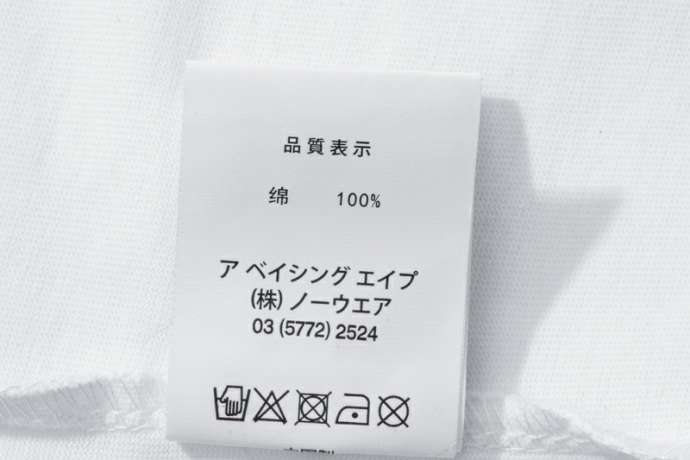 品質表示
绵 100%
ア ベイシング エイプ
(株) ノーウエア
03 (5772) 2524